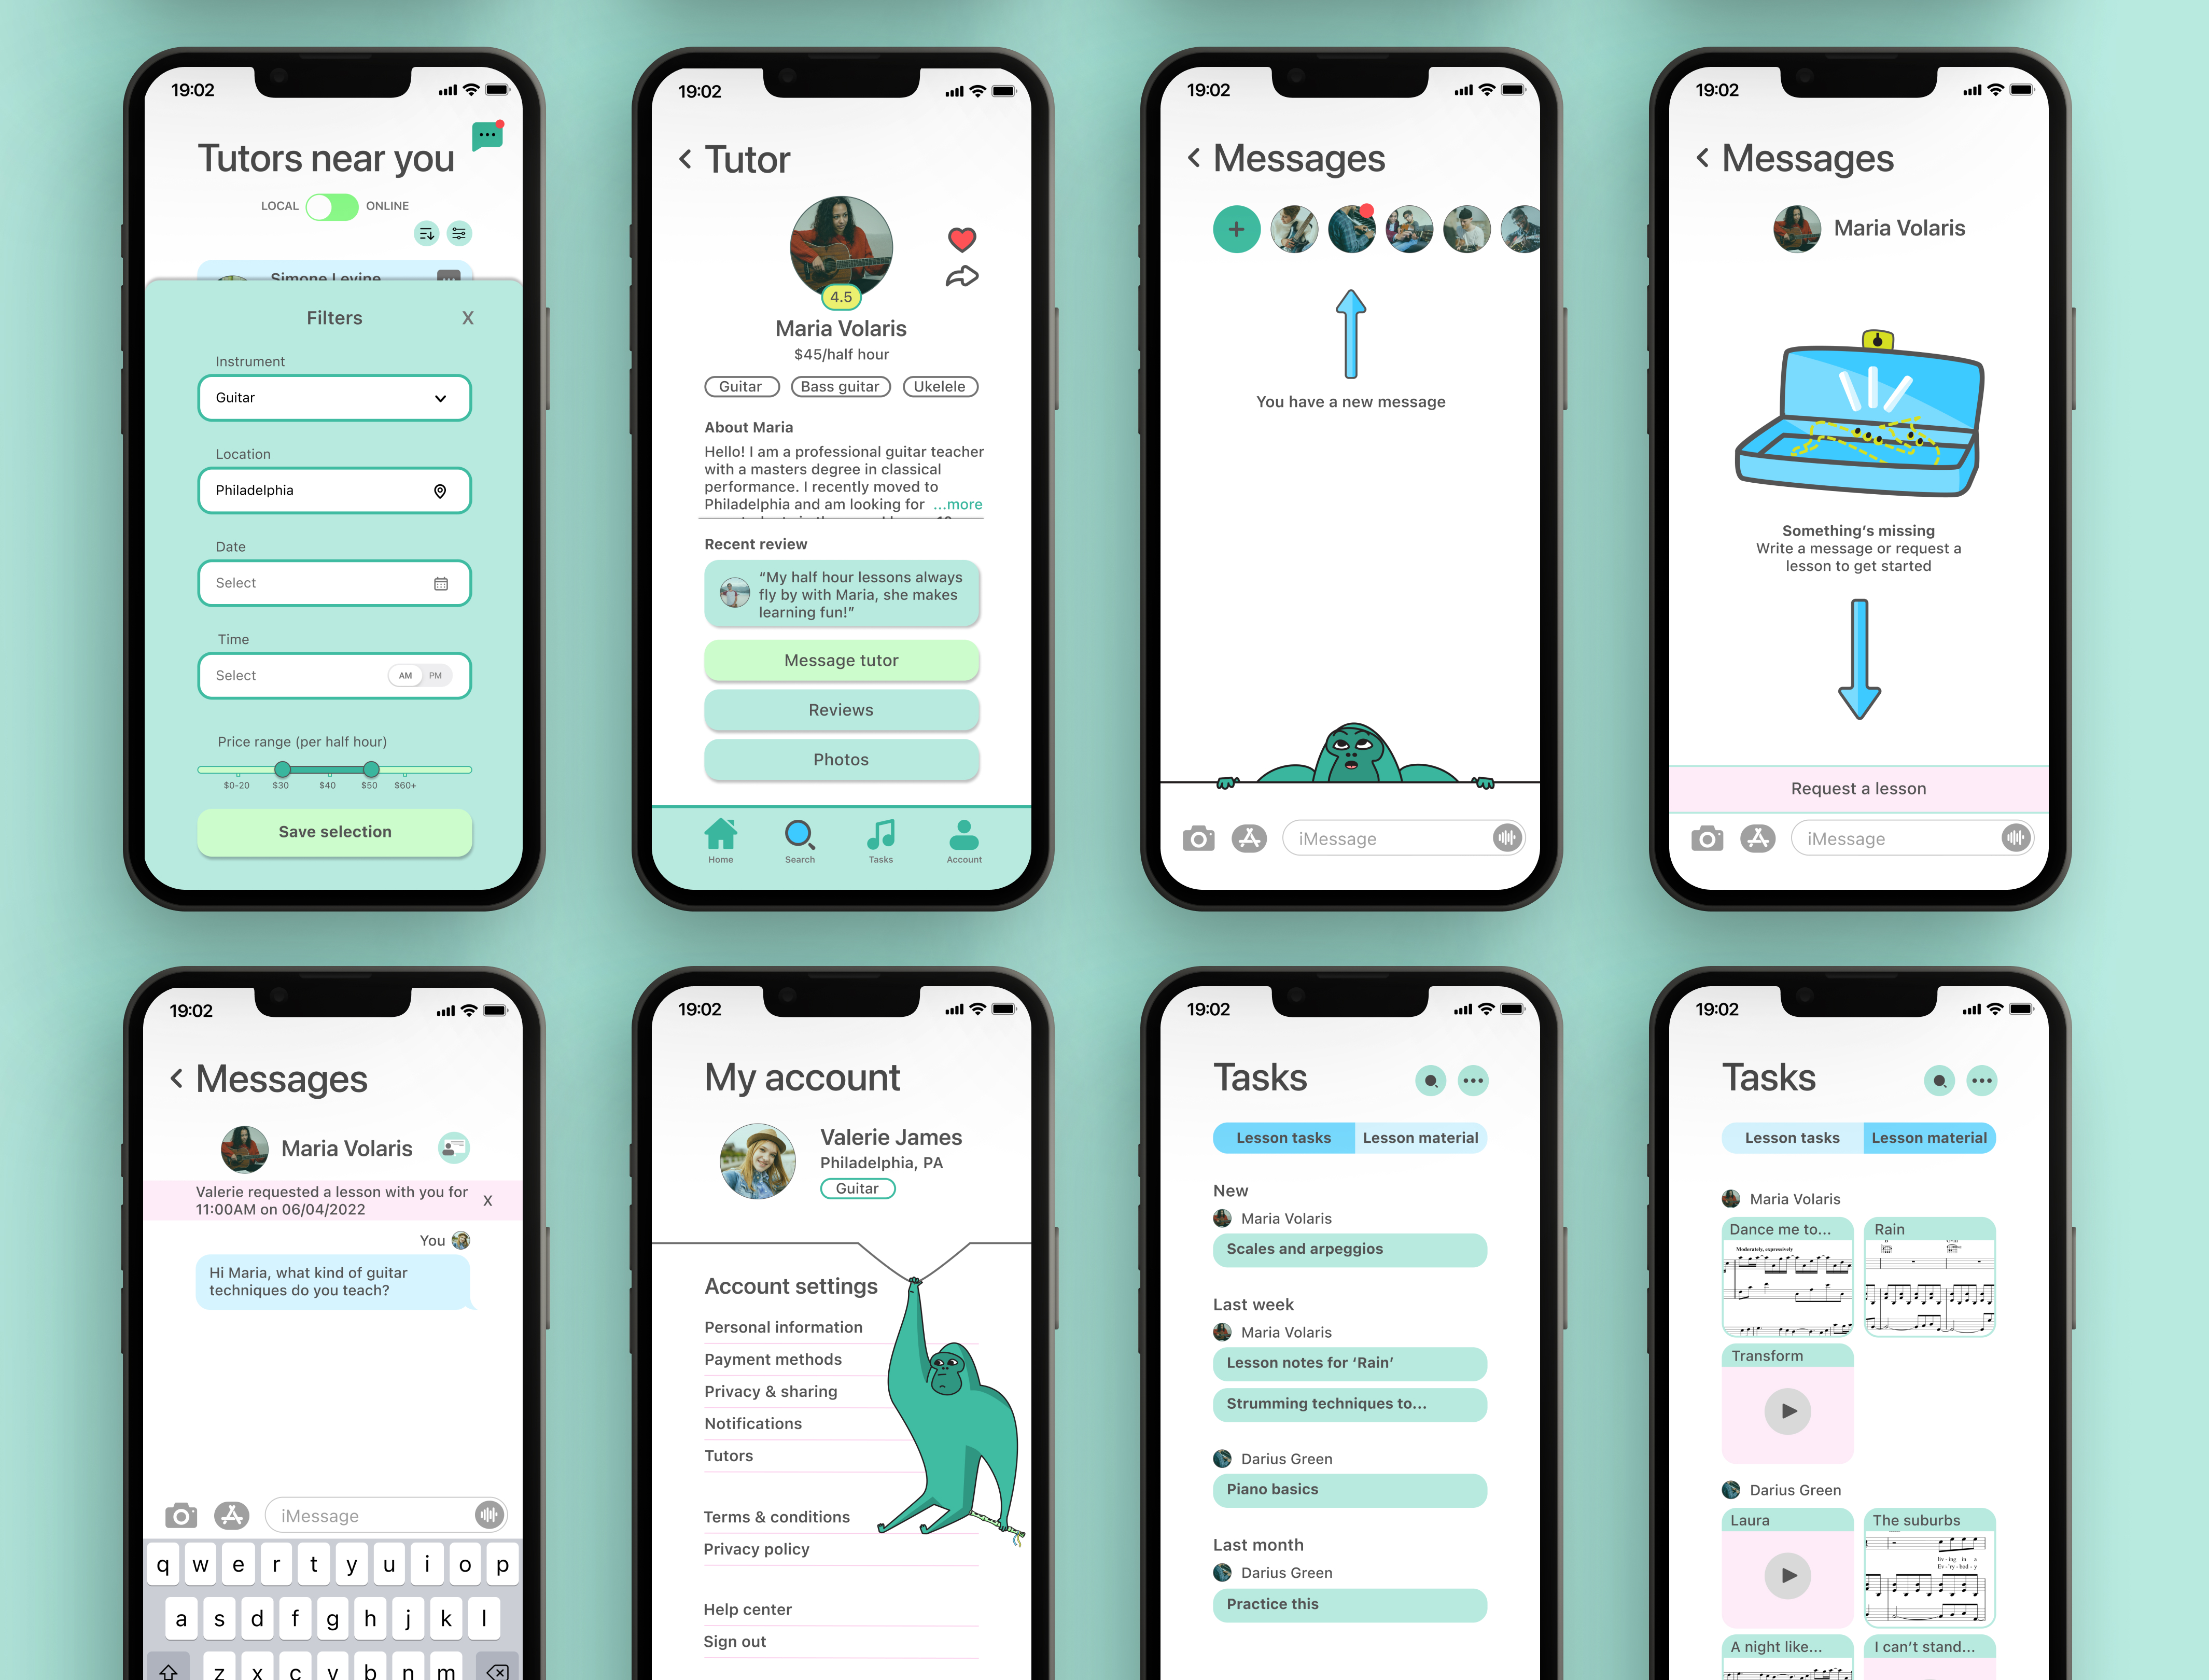 19:02
Tutors near you
LOCAL
ONLINE
Simone Levine
Filters
X
Instrument
Guitar
Location
Philadelphia
Date
Select
Time
Select
AM
PM
Price range (per half hour)
$0-20
$30
$40
$50
$60+
Save selection
19:02
Tutor
4.5
Maria Volaris
$45/half hour
Guitar
Bass guitar
Ukelele
About Maria
Hello! I am a professional guitar teacher
with a masters degree in classical
performance. I recently moved to
Philadelphia and am looking for ...more
Recent review
“My half hour lessons always
fly by with Maria, she makes
learning fun!”
Message tutor
Reviews
Photos
Home
Search
Tasks
Account
19:02
Messages
You have a new message
iMessage
19:02
Messages
Maria Volaris
Something’s missing
Write a message or request a
lesson to get started
Request a lesson
iMessage
19:02
Messages
Maria Volaris
Valerie requested a lesson with you for
11:00AM on 06/04/2022
X
You
Hi Maria, what kind of guitar
techniques do you teach?
iMessage
q w e r t y u i o p
a s d f g h j k l
z x c v b n m
19:02
My account
Valerie James
Philadelphia, PA
Guitar
Account settings
Personal information
Payment methods
Privacy & sharing
Notifications
Tutors
Terms & conditions
Privacy policy
Help center
Sign out
19:02
Tasks
Lesson tasks
Lesson material
New
Maria Volaris
Scales and arpeggios
Last week
Maria Volaris
Lesson notes for ‘Rain’
Strumming techniques to...
Darius Green
Piano basics
Last month
Darius Green
Practice this
19:02
Tasks
Lesson tasks
Lesson material
Maria Volaris
Dance me to...
Moderately, expressively
Rain
Transform
Darius Green
Laura
The suburbs
liv - ing in a
Ev - 'ry - bod - y
A night like...
I can’t stand...